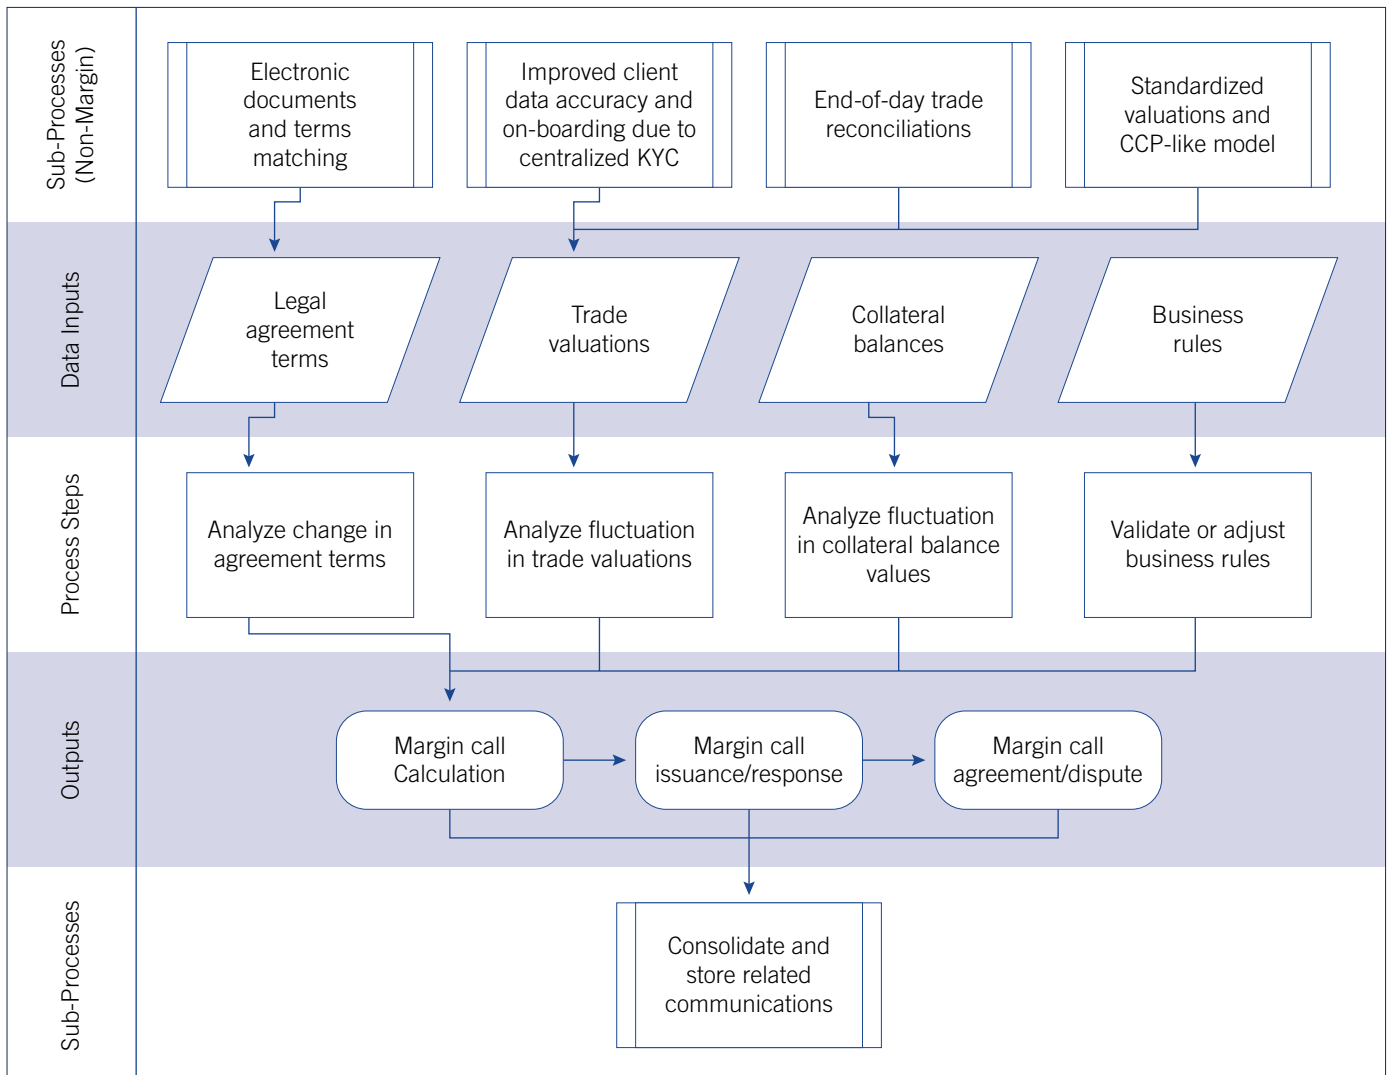 Sub-Processes
(Non-Margin)
Electronic
documents
and terms
matching
Improved client
data accuracy and
on-boarding due to
centralized KYC
End-of-day trade
reconciliations
Standardized
valuations and
CCP-like model
Data Inputs
Legal
agreement
terms
Trade
valuations
Collateral
balances
Business
rules
Process Steps
Analyze change in
agreement terms
Analyze fluctuation
in trade valuations
Analyze fluctuation
in collateral balance
values
Validate or adjust
business rules
Outputs
Margin call
Calculation
Margin call
issuance/response
Margin call
agreement/dispute
Sub-Processes
Consolidate and
store related
communications